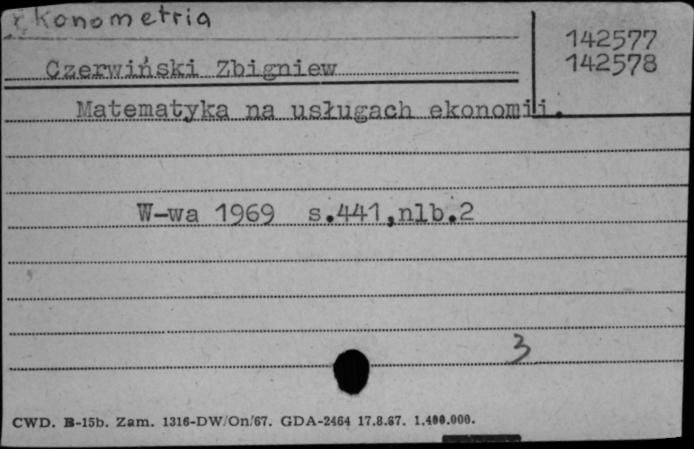 Ekonometria
142577
Czerwiński Zbigniew
142578
Matematyka na usługach ekonomii.
W-wa 1969 s.441,nlb.2
3
CWD. B-15b. Zam. 1316-DW/On/67. GDA-2464 17.8.67. 1.400.000.